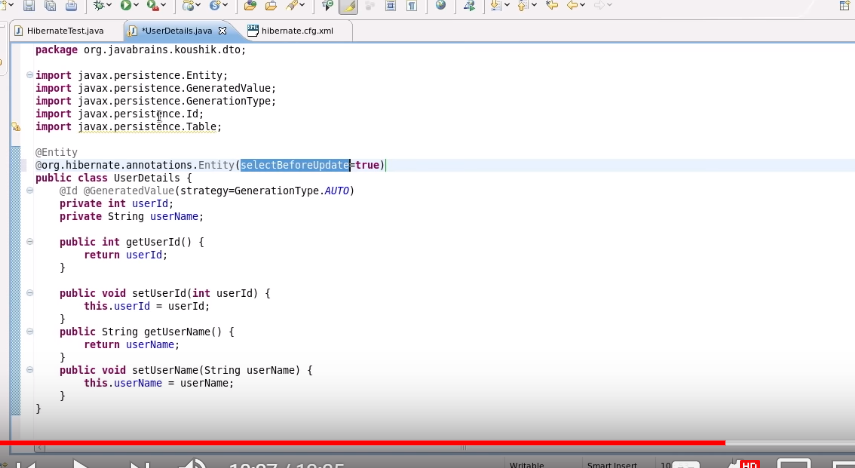 HibernateTest.java
*UserDetails.java
hibernate.cfg.xml
package org.javabrains.koushik.dto;
import javax.persistence.Entity;
import javax.persistence.GeneratedValue;
import javax.persistence.GenerationType;
import javax.persistence.Id;
import javax.persistence.Table;
@Entity
@org.hibernate.annotations.Entity(selectBeforeUpdate=true)
public class UserDetails {
@Id @GeneratedValue(strategy=GenerationType.AUTO)
private int userId;
private String userName;
public int getUserId() {
return userId;
}
public void setUserId(int userId) {
this.userId = userId;
}
public String getUserName() {
return userName;
}
public void setUserName(String userName) {
this.userName = userName;
}
}
Writable
Smart Insert
10
HD